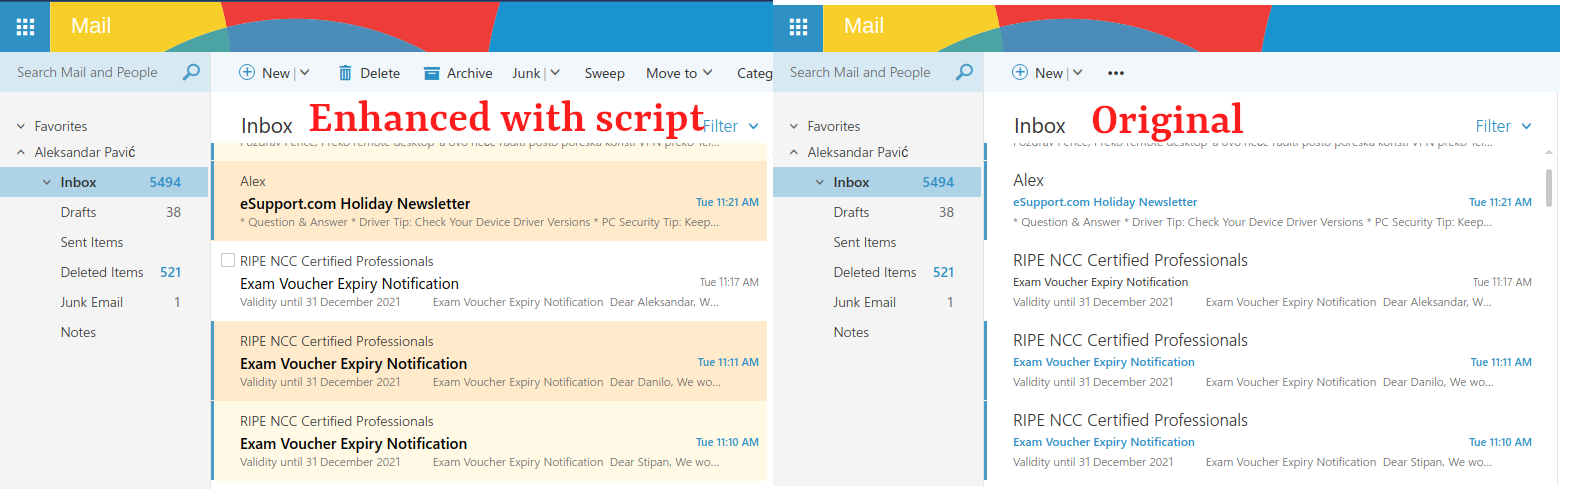 Mail
Search Mail and People
New
Delete
Archive
Junk
Sweep
Move to
Categ
Enhanced with script
Inbox
Filter
Favorites
Aleksandar Pavić
Inbox 5494
Drafts 38
Sent Items
Deleted Items 521
Junk Email 1
Notes
Alex
eSupport.com Holiday Newsletter Tue 11:21 AM
* Question & Answer * Driver Tip: Check Your Device Driver Versions * PC Security Tip: Keep...
RIPE NCC Certified Professionals
Exam Voucher Expiry Notification Tue 11:17 AM
Validity until 31 December 2021 Exam Voucher Expiry Notification Dear Aleksandar, W...
RIPE NCC Certified Professionals
Exam Voucher Expiry Notification Tue 11:11 AM
Validity until 31 December 2021 Exam Voucher Expiry Notification Dear Danilo, We wo...
RIPE NCC Certified Professionals
Exam Voucher Expiry Notification Tue 11:10 AM
Validity until 31 December 2021 Exam Voucher Expiry Notification Dear Stipan, We wo...
Mail
Search Mail and People
New
Original
Inbox
Filter
Favorites
Aleksandar Pavić
Inbox 5494
Drafts 38
Sent Items
Deleted Items 521
Junk Email 1
Notes
Alex
eSupport.com Holiday Newsletter Tue 11:21 AM
* Question & Answer * Driver Tip: Check Your Device Driver Versions * PC Security Tip: Keep...
RIPE NCC Certified Professionals
Exam Voucher Expiry Notification Tue 11:17 AM
Validity until 31 December 2021 Exam Voucher Expiry Notification Dear Aleksandar, W...
RIPE NCC Certified Professionals
Exam Voucher Expiry Notification Tue 11:11 AM
Validity until 31 December 2021 Exam Voucher Expiry Notification Dear Danilo, We wo...
RIPE NCC Certified Professionals
Exam Voucher Expiry Notification Tue 11:10 AM
Validity until 31 December 2021 Exam Voucher Expiry Notification Dear Stipan, We wo...